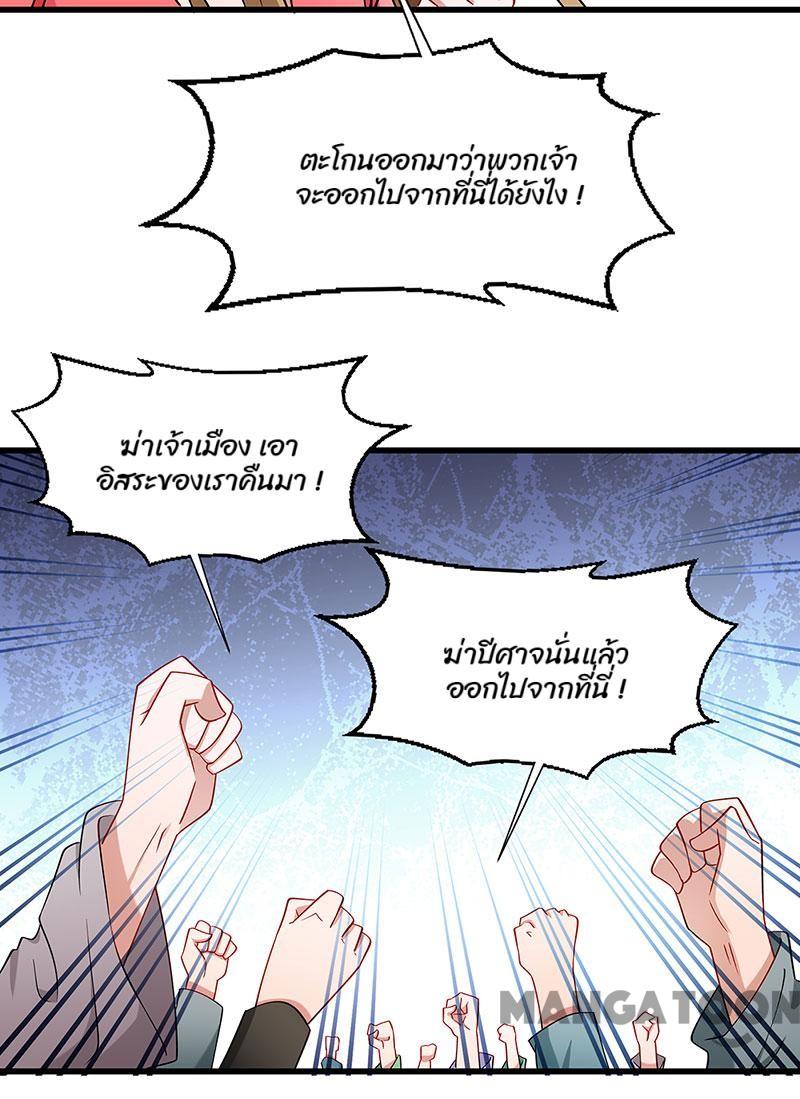 ตะโกนออกมาว่าพวกเจ้า
จะออกไปจากที่นี่ได้ยังไง !
ฆ่าเจ้าเมือง เอา
อิสระของเราคืนมา !
ฆ่าปีศาจนั่นแล้ว
ออกไปจากที่นี่ !
MANGATOON